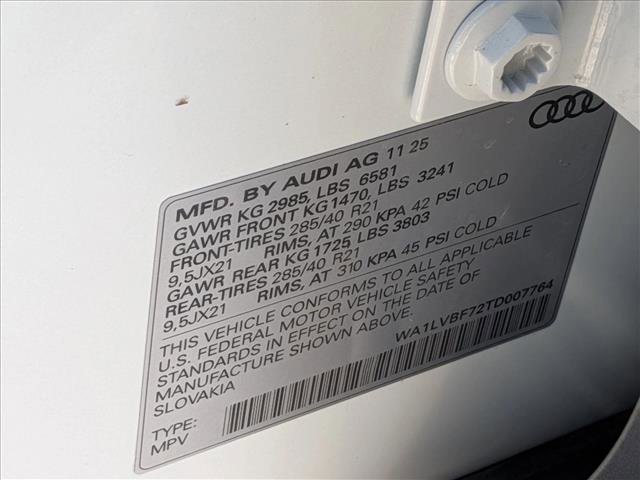 MFD. BY AUDI AG 11 25
GVWR KG 2985, LBS 6581
GAWR FRONT KG1470, LBS 3241
FRONT-TIRES 285/40 R21
9,5JX21 RIMS, AT 290 KPA 42 PSI COLD
GAWR REAR KG 1725 LBS 3803
REAR-TIRES 285/40 R21
9,5JX21 RIMS, AT 310 KPA 45 PSI COLD
THIS VEHICLE CONFORMS TO ALL APPLICABLE
U.S. FEDERAL MOTOR VEHICLE SAFETY
STANDARDS IN EFFECT ON THE DATE OF
MANUFACTURE SHOWN ABOVE.
SLOVAKIA
WA1LVBF72TD007764
TYPE:
MPV